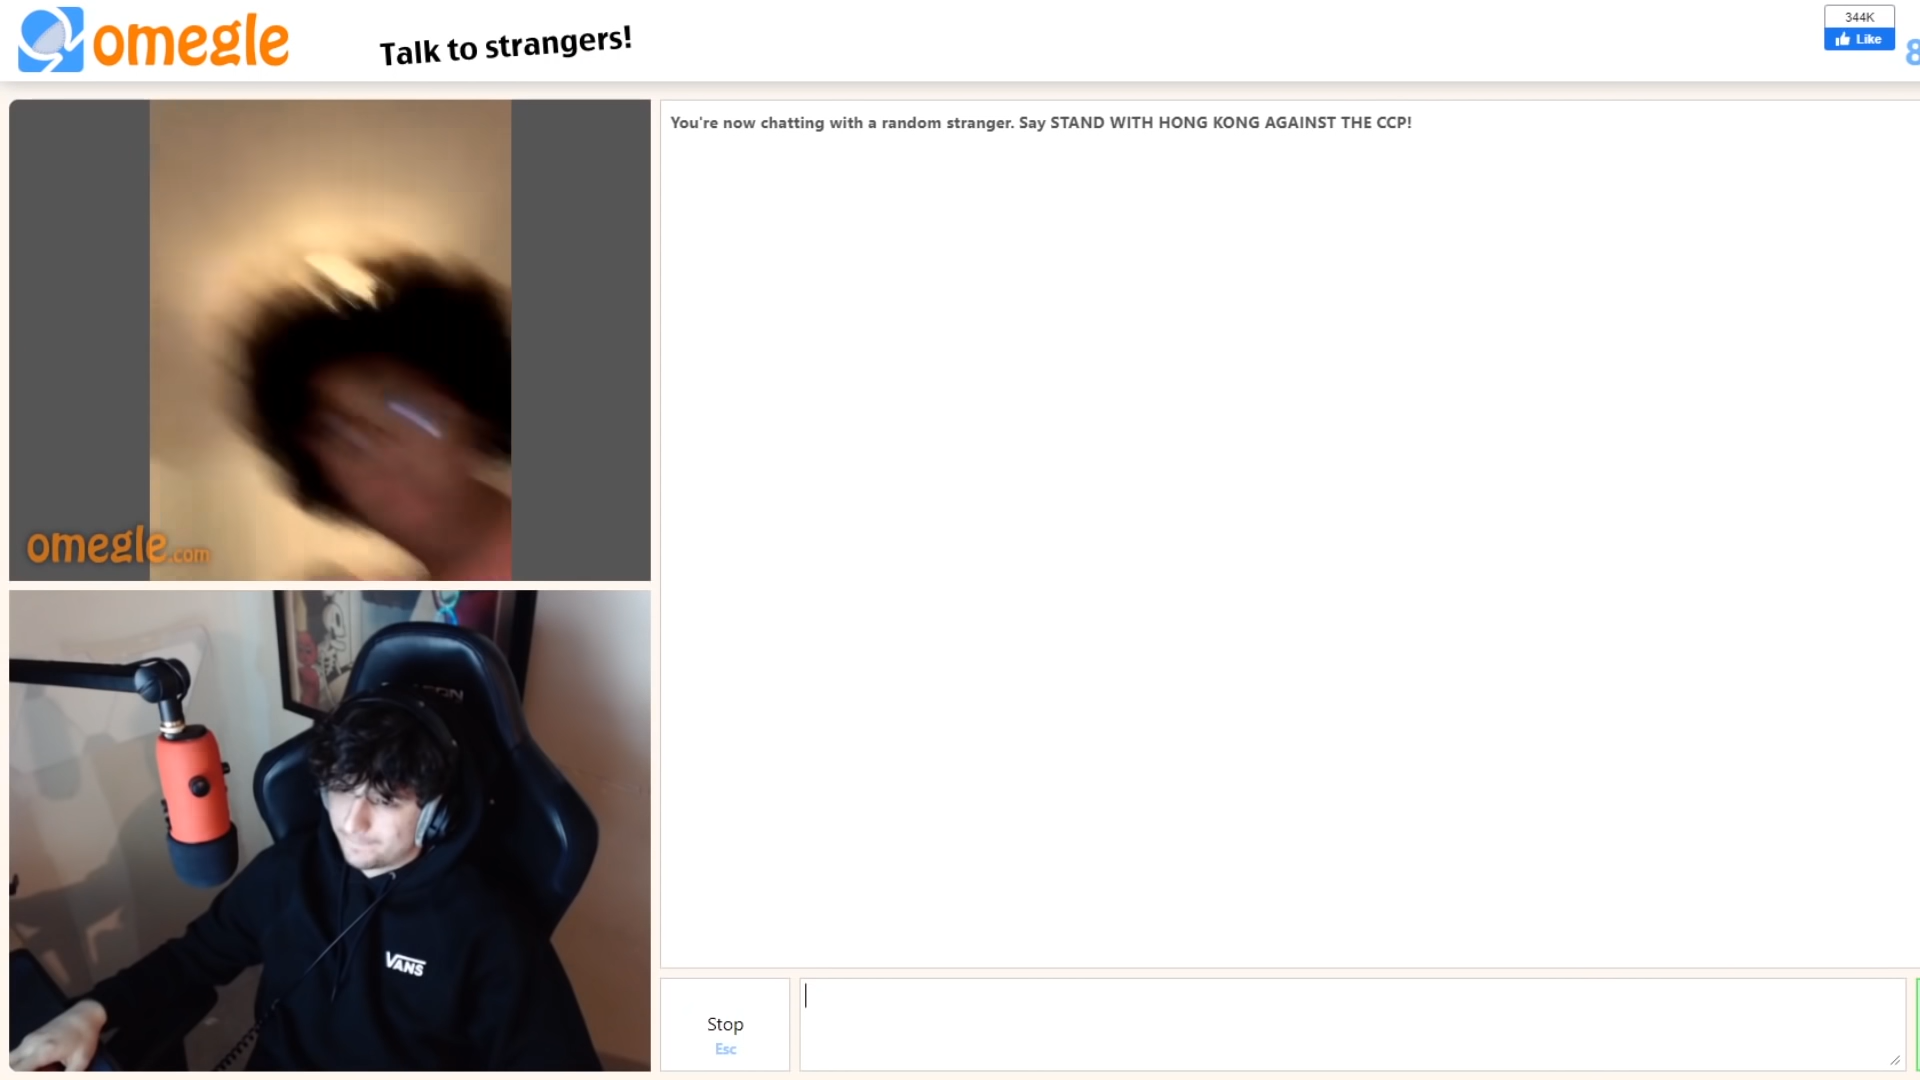 omegle
Talk to strangers!
344K
Like
8
You're now chatting with a random stranger. Say STAND WITH HONG KONG AGAINST THE CCP!
omegle.com
VANS
Stop
Esc